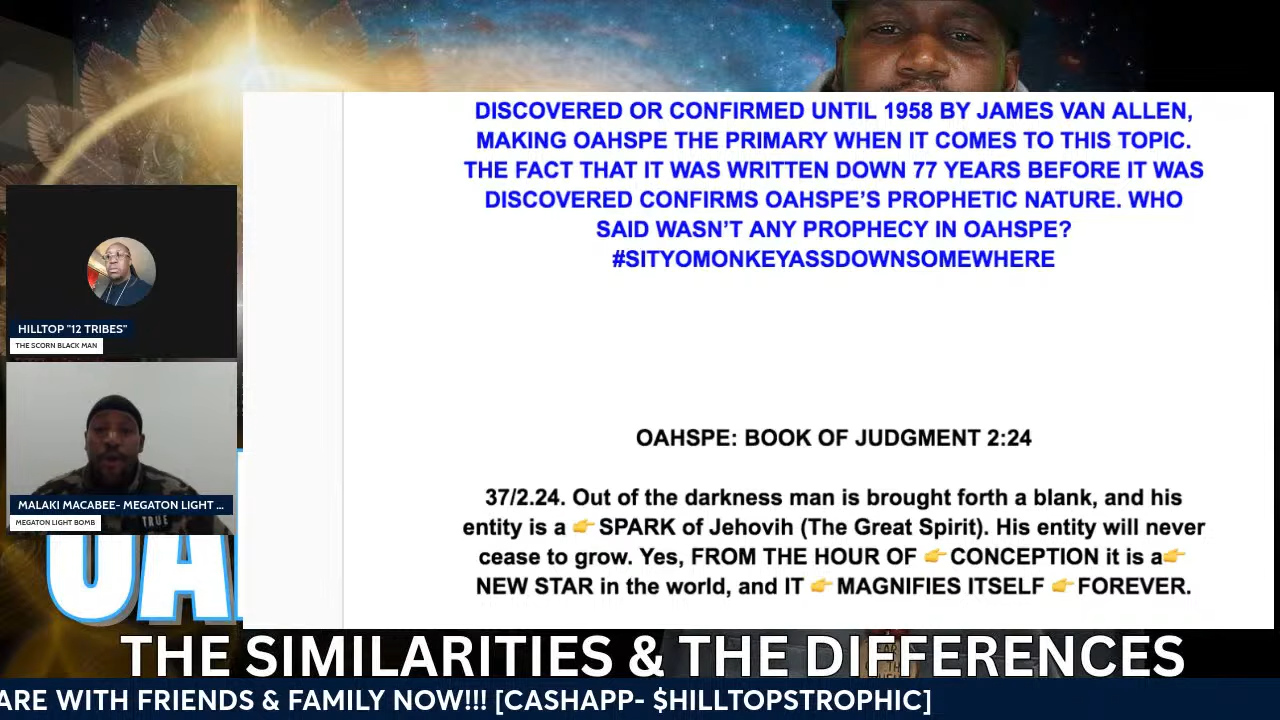 DISCOVERED OR CONFIRMED UNTIL 1958 BY JAMES VAN ALLEN,
MAKING OAHSPE THE PRIMARY WHEN IT COMES TO THIS TOPIC.
THE FACT THAT IT WAS WRITTEN DOWN 77 YEARS BEFORE IT WAS
DISCOVERED CONFIRMS OAHSPE'S PROPHETIC NATURE. WHO
SAID WASN'T ANY PROPHECY IN OAHSPE?
#SITYOMONKEYASSDOWNSOMEWHERE
HILLTOP "12 TRIBES"
THE SCORN BLACK MAN
OAHSPE: BOOK OF JUDGMENT 2:24
37/2.24. Out of the darkness man is brought forth a blank, and his
entity is a 👉 SPARK of Jehovih (The Great Spirit). His entity will never
cease to grow. Yes, FROM THE HOUR OF 👉 CONCEPTION it is a👉
NEW STAR in the world, and IT 👉 MAGNIFIES ITSELF 👉 FOREVER.
TRUE
MALAKI MACABEE- MEGATON LIGHT ...
MEGATON LIGHT BOMB
THE SIMILARITIES & THE DIFFERENCES
ARE WITH FRIENDS & FAMILY NOW!!! [CASHAPP- $HILLTOPSTROPHIC]